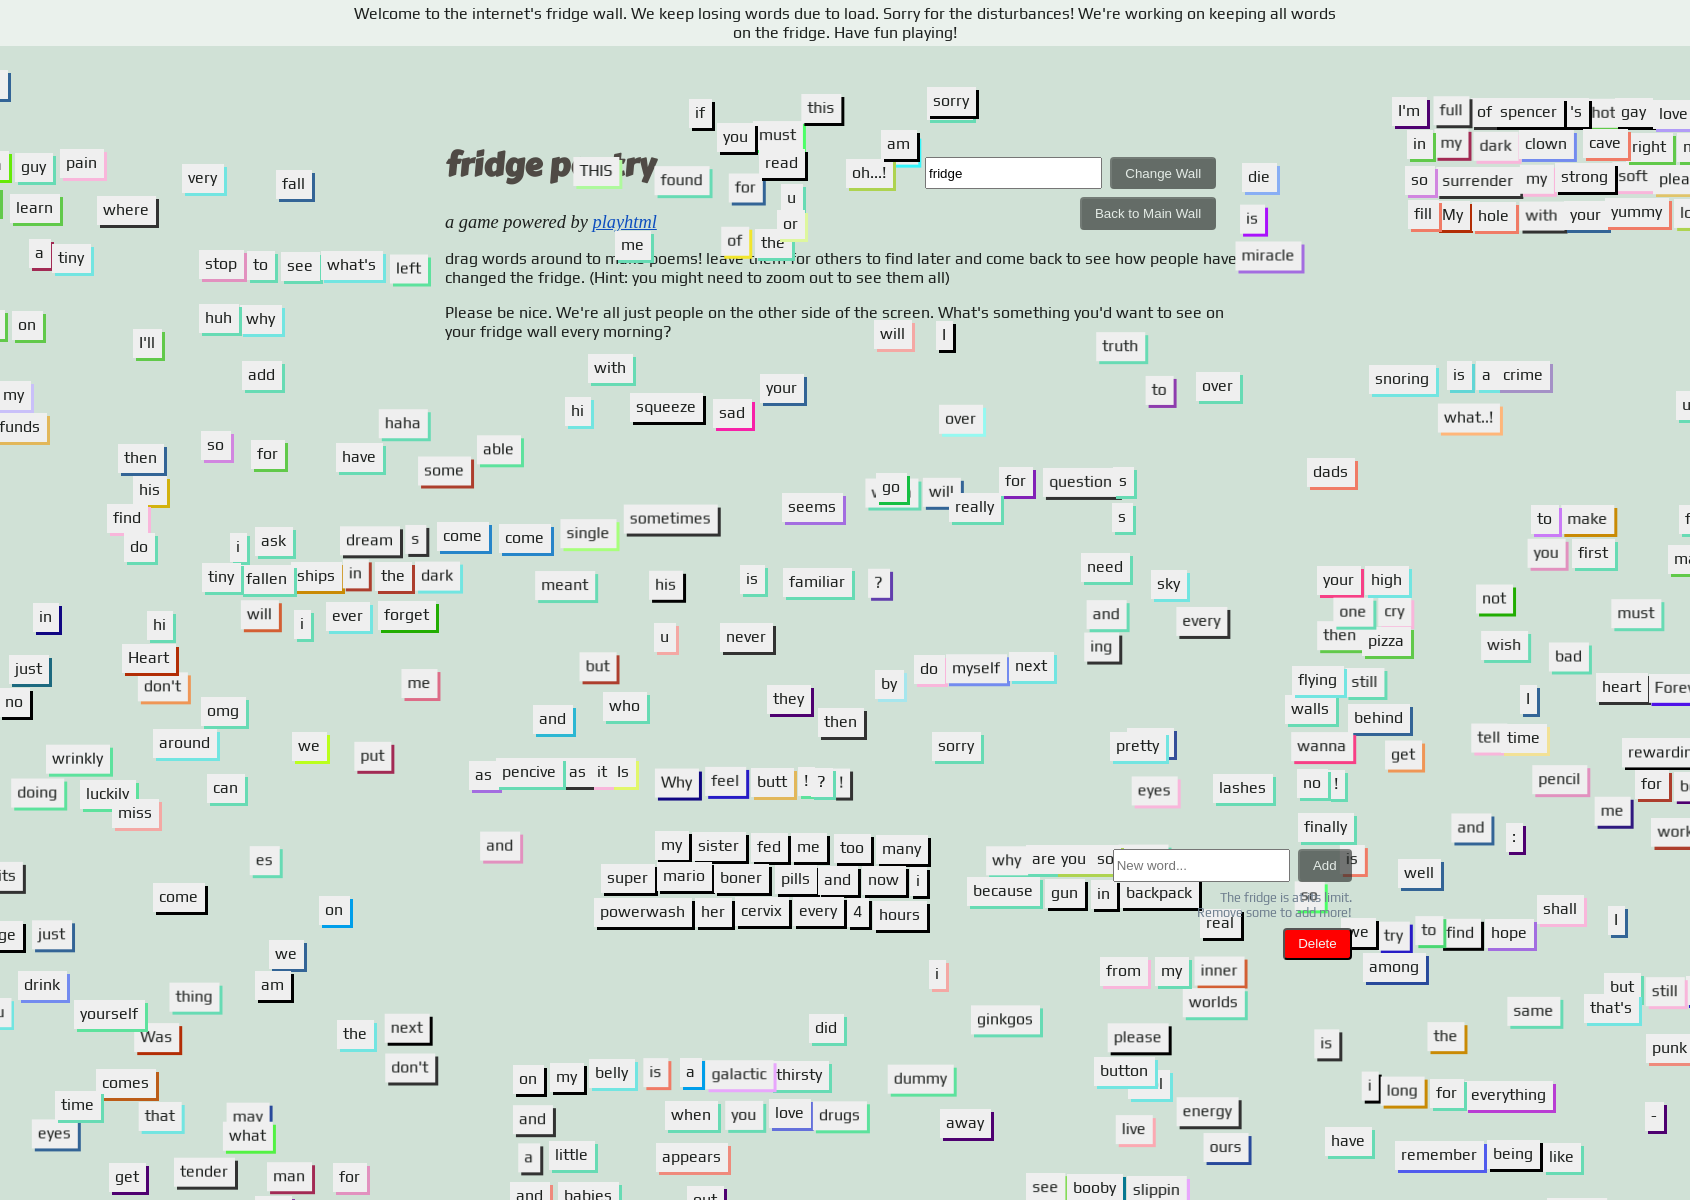 Welcome to the internet's fridge wall. We keep losing words due to load. Sorry for the disturbances! We're working on keeping all words
on the fridge. Have fun playing!
if this sorry
you must am
I'm full of spencer 's hot gay love
in my dark clown cave right
so surrender my strong soft
fill My hole with your yummy
guy pain very fall
fridge THIS read found for oh...! fridge Change Wall die
learn where u or Back to Main Wall is
a game powered by playhtml
me of the miracle
a tiny
stop to see what's left
drag words around to make poems! leave them for others to find later and come back to see how people have
changed the fridge. (Hint: you might need to zoom out to see them all)
Please be nice. We're all just people on the other side of the screen. What's something you'd want to see on
your fridge wall every morning?
on huh why
I'll will I truth
add with your to over snoring is a crime
my hi squeeze sad over what..!
funds haha
so for have some able
then his dads
find do seems go will really for question s
s to make
i ask dream s come come single sometimes you first
tiny fallen ships in the dark meant his is familiar ? need sky your high
will i ever forget and every one cry not must
in hi u never ing then pizza wish
just Heart but do myself next bad
don't me by flying still heart
no omg who they walls I
around we put and then sorry pretty behind tell time
wrinkly wanna get
as pencive as it Is Why feel butt ! ? ! no ! pencil for
doing luckily can eyes lashes me
miss finally and :
and my sister fed me too many
es why are you so New word... Add is
its super mario boner pills and now i because gun in backpack well
come on The fridge is at its limit.
so Remove some to add more!
powerwash her cervix every 4 hours real shall I
just Delete we try to find hope
we among
drink am i from my inner
thing worlds but still
yourself that's
Was the next did ginkgos please is the same punk
don't
comes on my belly is a galactic thirsty dummy button I i long for everything
time that may and when you love drugs energy -
eyes what away live ours have
a little appears remember being like
get tender man for
and babies out see booby slippin